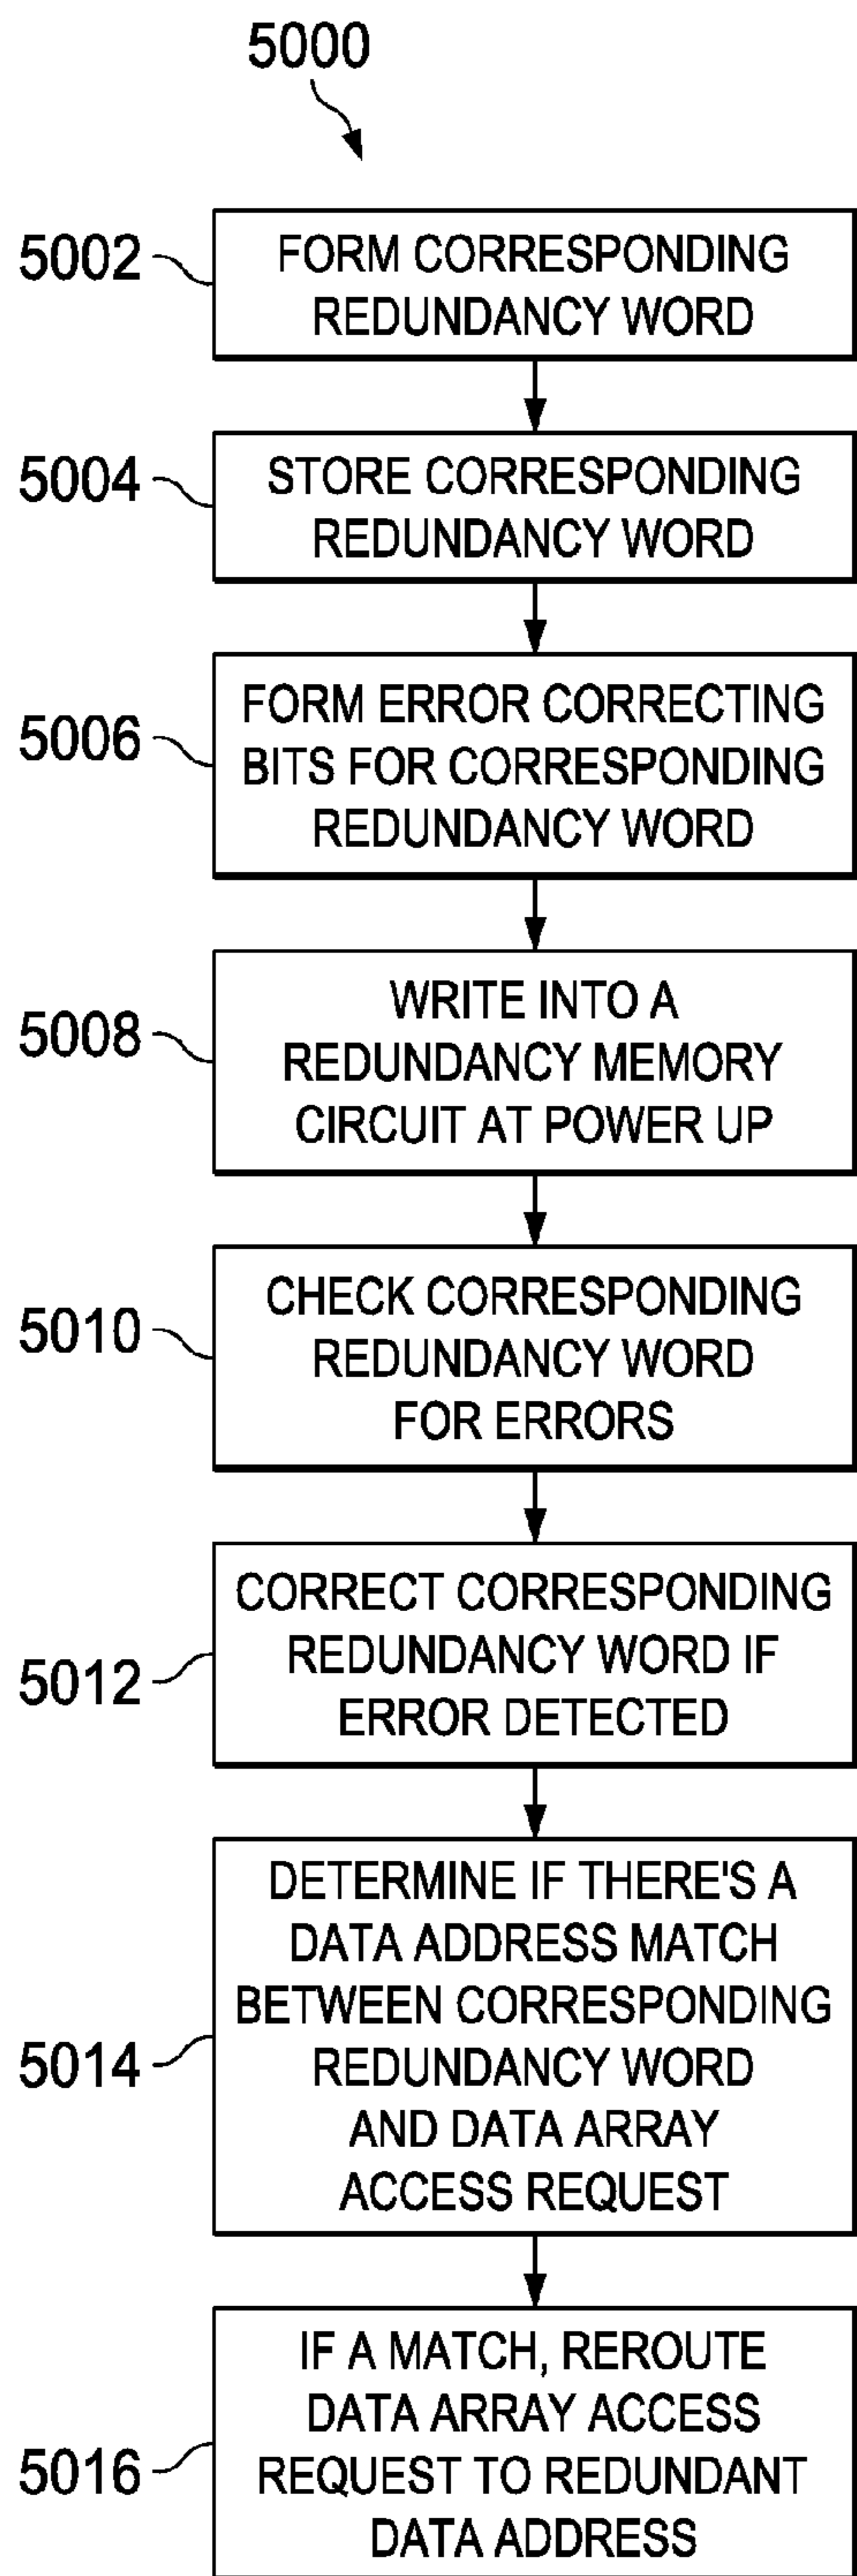 5000
5002
FORM CORRESPONDING
REDUNDANCY WORD
5004
STORE CORRESPONDING
REDUNDANCY WORD
5006
FORM ERROR CORRECTING
BITS FOR CORRESPONDING
REDUNDANCY WORD
5008
WRITE INTO A
REDUNDANCY MEMORY
CIRCUIT AT POWER UP
5010
CHECK CORRESPONDING
REDUNDANCY WORD
FOR ERRORS
5012
CORRECT CORRESPONDING
REDUNDANCY WORD IF
ERROR DETECTED
5014
DETERMINE IF THERE'S A
DATA ADDRESS MATCH
BETWEEN CORRESPONDING
REDUNDANCY WORD
AND DATA ARRAY
ACCESS REQUEST
5016
IF A MATCH, REROUTE
DATA ARRAY ACCESS
REQUEST TO REDUNDANT
DATA ADDRESS